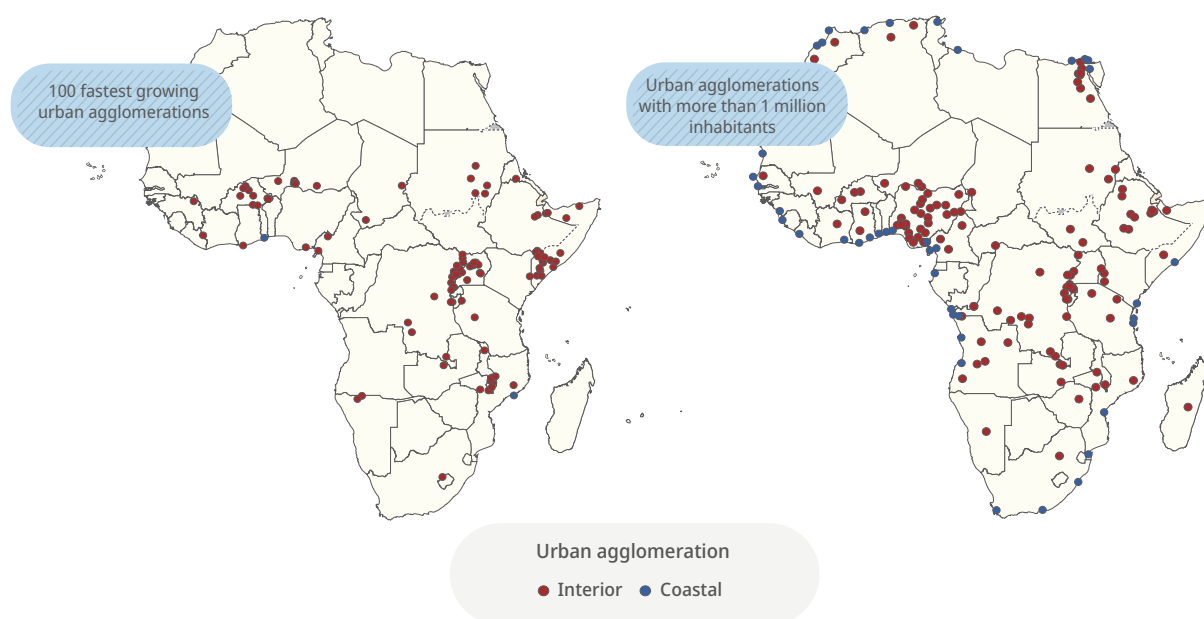 100 fastest growing
urban agglomerations
Urban agglomerations
with more than 1 million
inhabitants
Urban agglomeration
Interior
Coastal